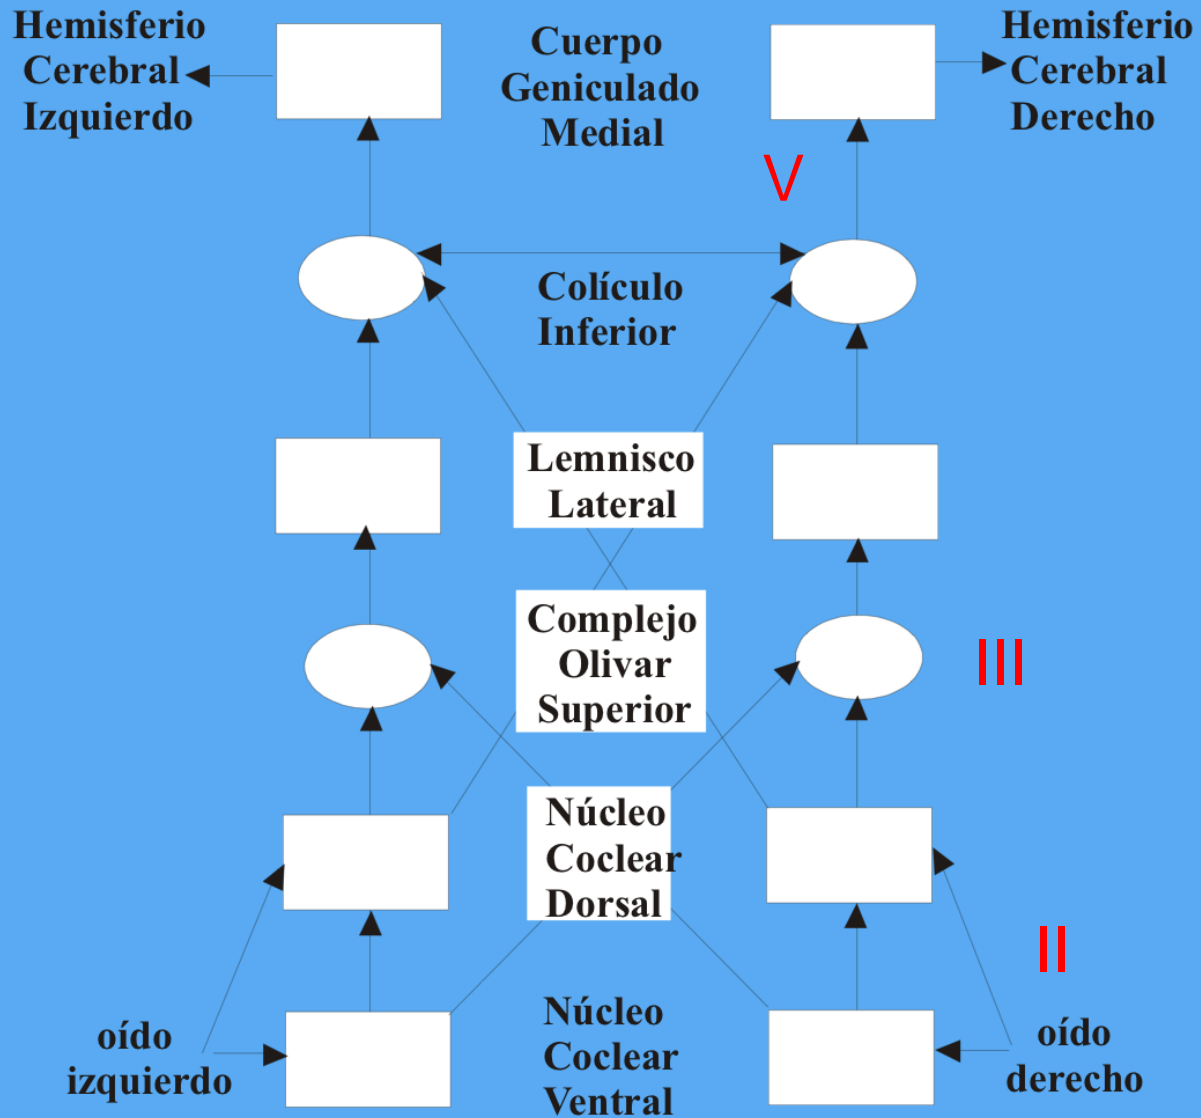 Hemisferio
Cerebral
Izquierdo
Cuerpo
Geniculado
Medial
Hemisferio
Cerebral
Derecho
V
Colículo
Inferior
Lemnisco
Lateral
Complejo
Olivar
Superior
III
Núcleo
Coclear
Dorsal
II
oído
izquierdo
Núcleo
Coclear
Ventral
oído
derecho